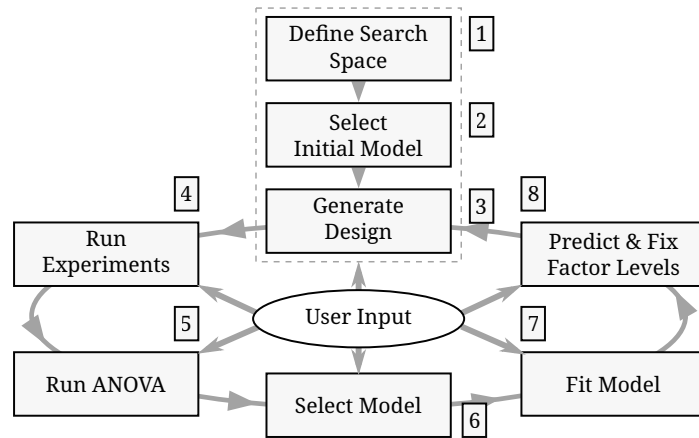 Define Search
Space
1
Select
Initial Model
2
Generate
Design
3
4
Run
Experiments
8
Predict & Fix
Factor Levels
User Input
5
Run ANOVA
Select Model
6
7
Fit Model